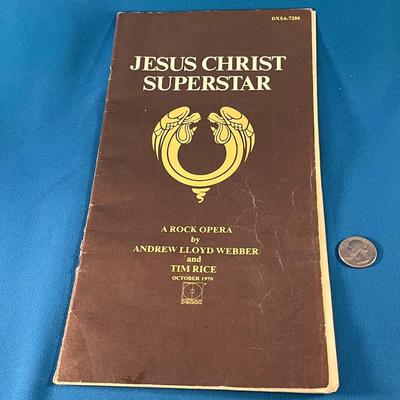 DXSA-7206
JESUS CHRIST
SUPERSTAR
A ROCK OPERA
by
ANDREW LLOYD WEBBER
and
TIM RICE
OCTOBER 1970